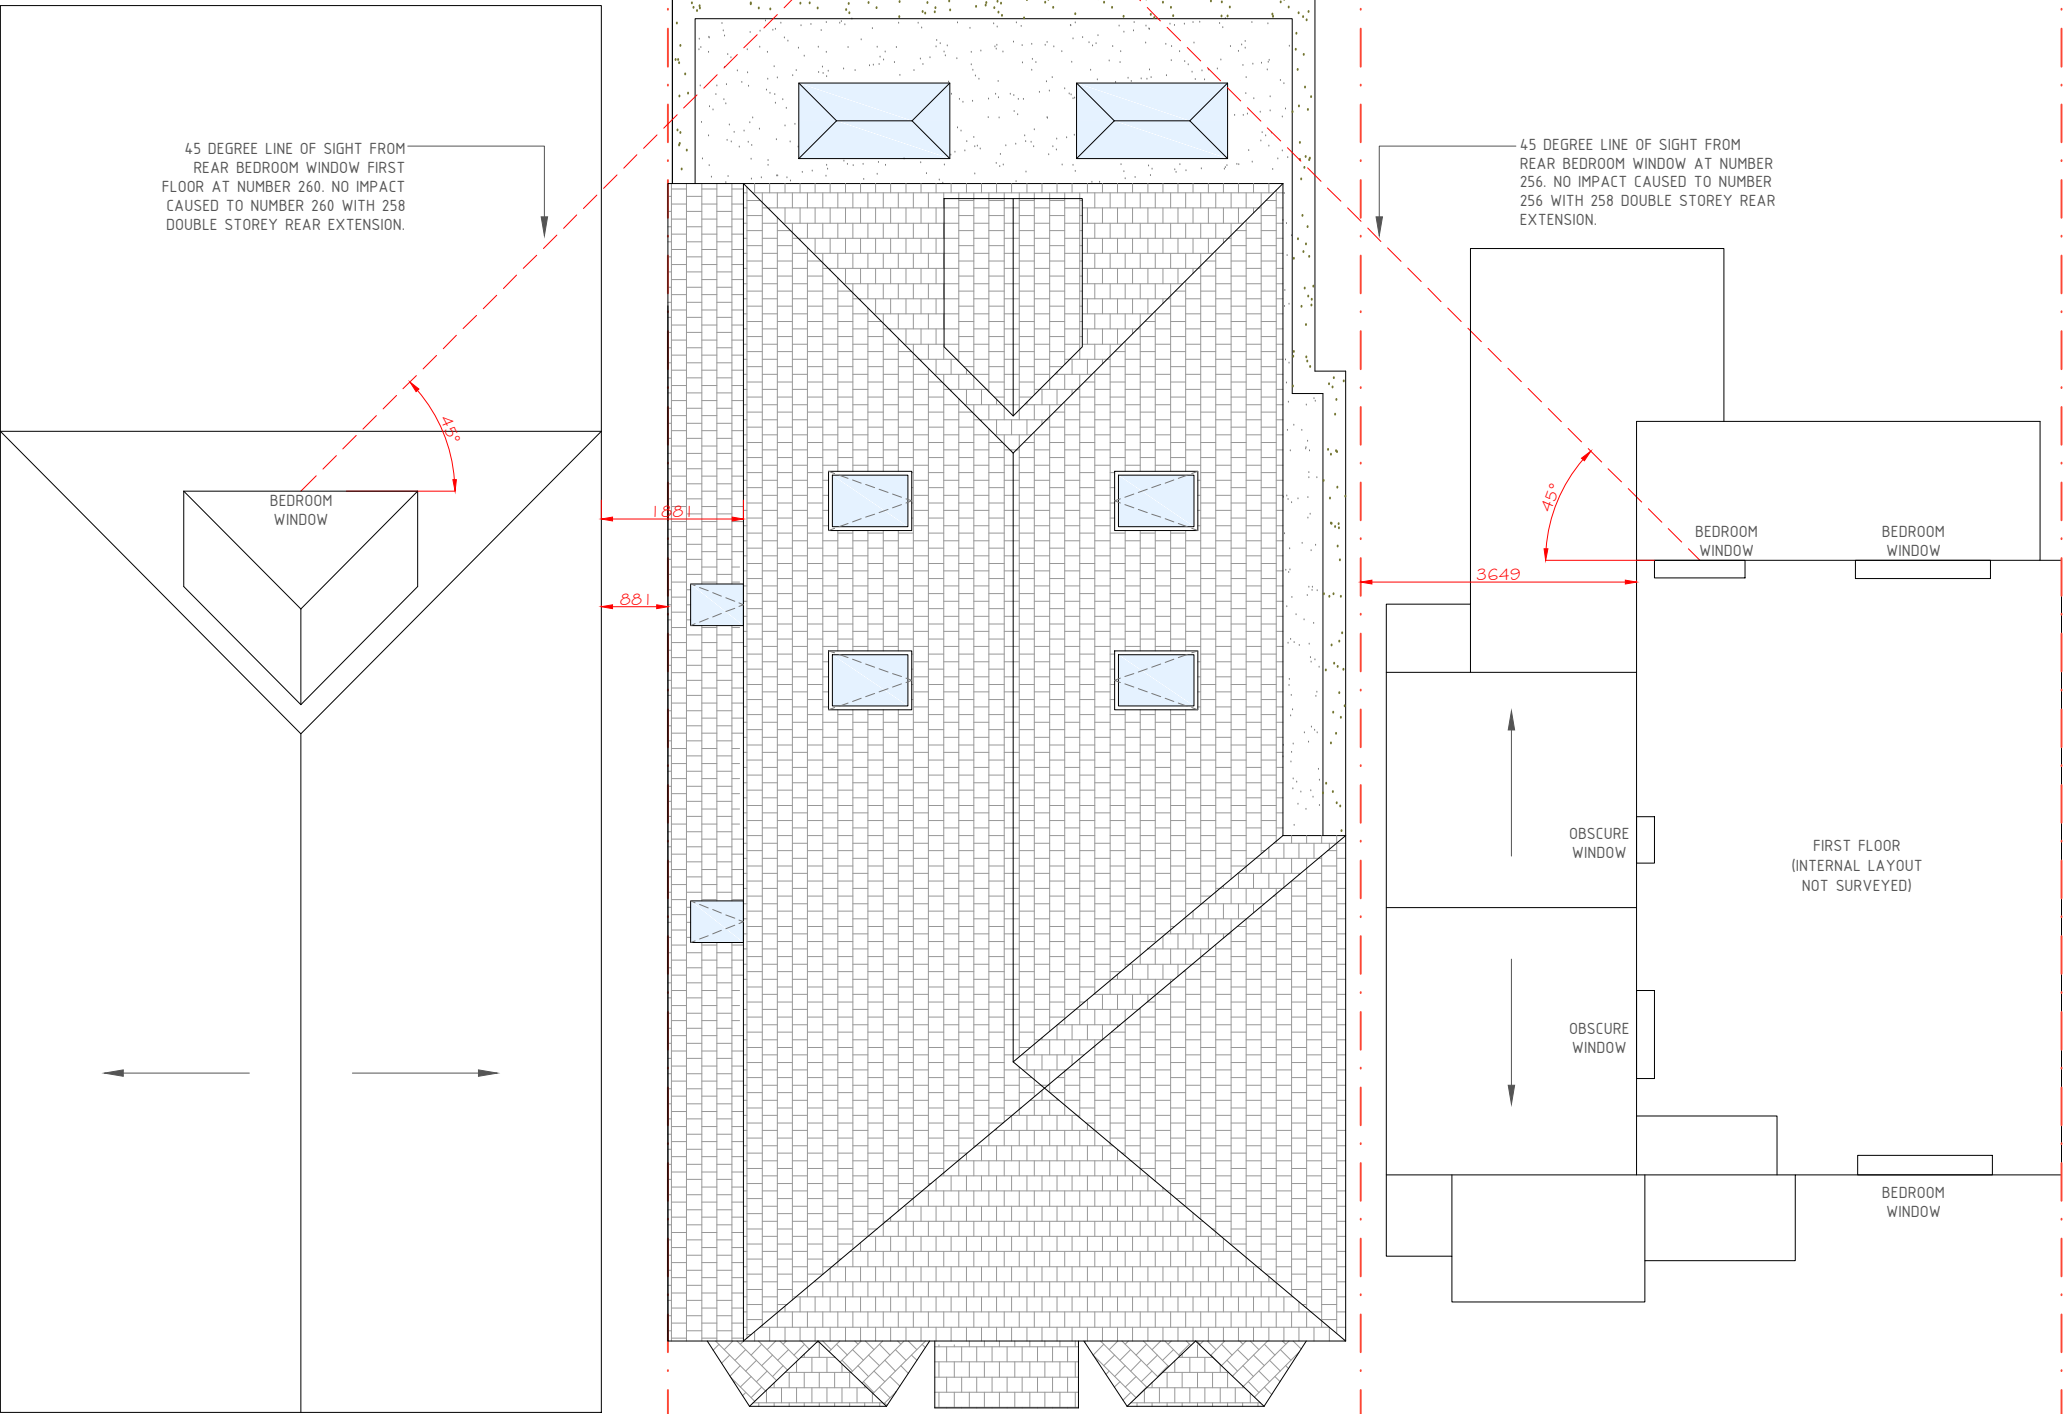 45 DEGREE LINE OF SIGHT FROM
REAR BEDROOM WINDOW FIRST
FLOOR AT NUMBER 260. NO IMPACT
CAUSED TO NUMBER 260 WITH 258
DOUBLE STOREY REAR EXTENSION.
45 DEGREE LINE OF SIGHT FROM
REAR BEDROOM WINDOW AT NUMBER
256. NO IMPACT CAUSED TO NUMBER
256 WITH 258 DOUBLE STOREY REAR
EXTENSION.
45°
BEDROOM
WINDOW
1881
881
45°
3649
BEDROOM
WINDOW
BEDROOM
WINDOW
OBSCURE
WINDOW
FIRST FLOOR
(INTERNAL LAYOUT
NOT SURVEYED)
OBSCURE
WINDOW
BEDROOM
WINDOW